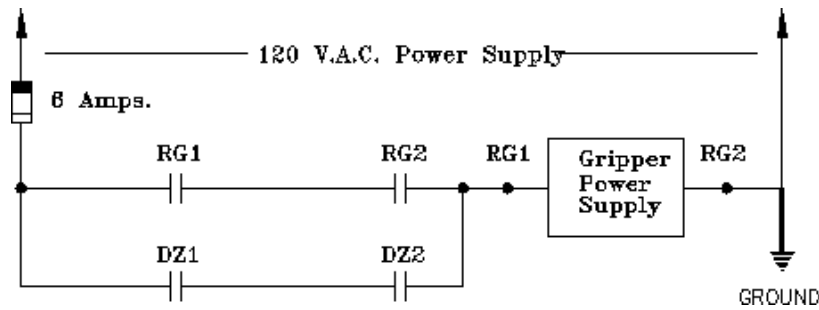 120 V.A.C. Power Supply
6 Amps.
RG1
RG2
RG1
Gripper
Power
Supply
RG2
DZ1
DZ2
GROUND